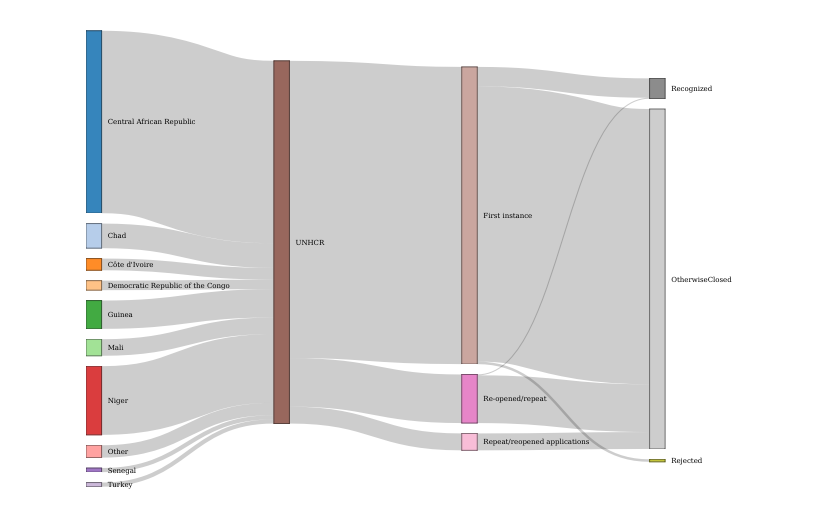 Central African Republic
Chad
Côte d'Ivoire
Democratic Republic of the Congo
Guinea
Mali
Niger
Other
Senegal
Turkey
UNHCR
First instance
Re-opened/repeat
Repeat/reopened applications
Recognized
OtherwiseClosed
Rejected